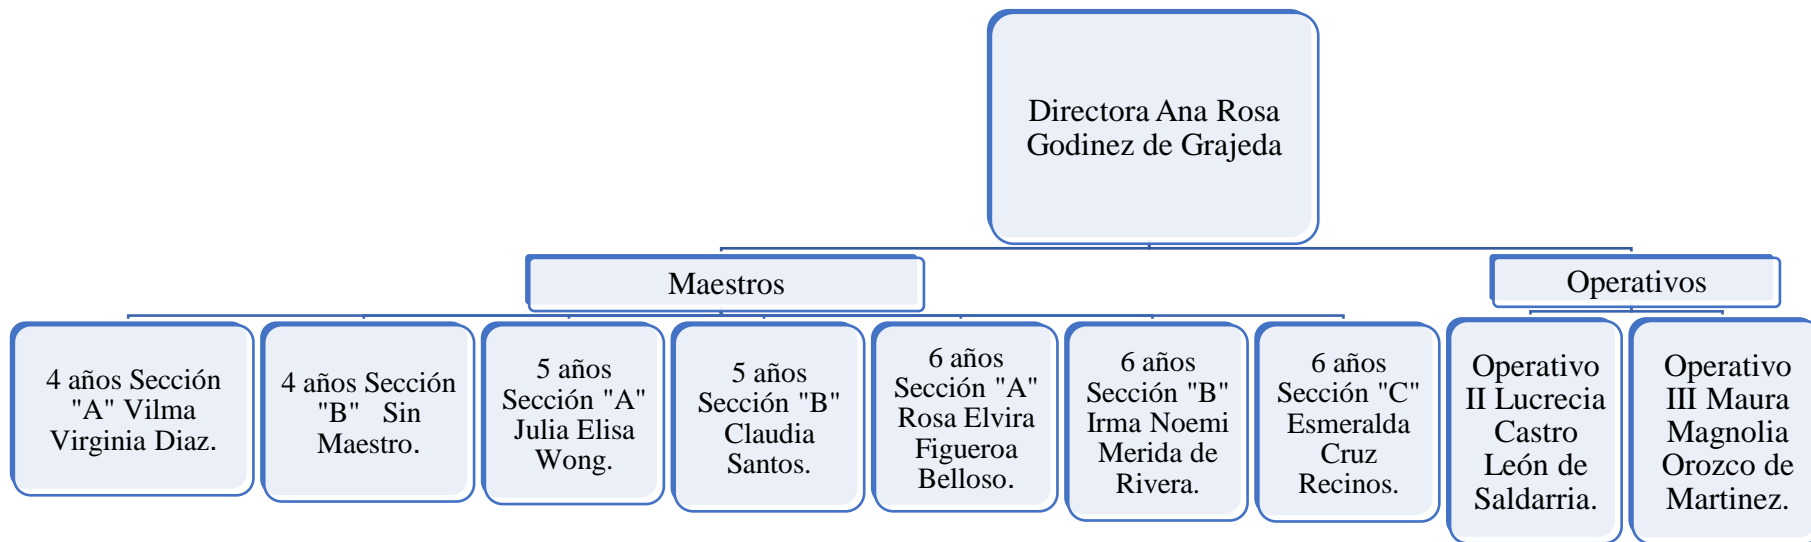 Directora Ana Rosa
Godinez de Grajeda
Maestros
Operativos
4 años Sección
"A" Vilma
Virginia Diaz.
4 años Sección
"B" Sin
Maestro.
5 años
Sección "A"
Julia Elisa
Wong.
5 años
Sección "B"
Claudia
Santos.
6 años
Sección "A"
Rosa Elvira
Figueroa
Belloso.
6 años
Sección "B"
Irma Noemi
Merida de
Rivera.
6 años
Sección "C"
Esmeralda
Cruz
Recinos.
Operativo
II Lucrecia
Castro
León de
Saldarria.
Operativo
III Maura
Magnolia
Orozco de
Martinez.